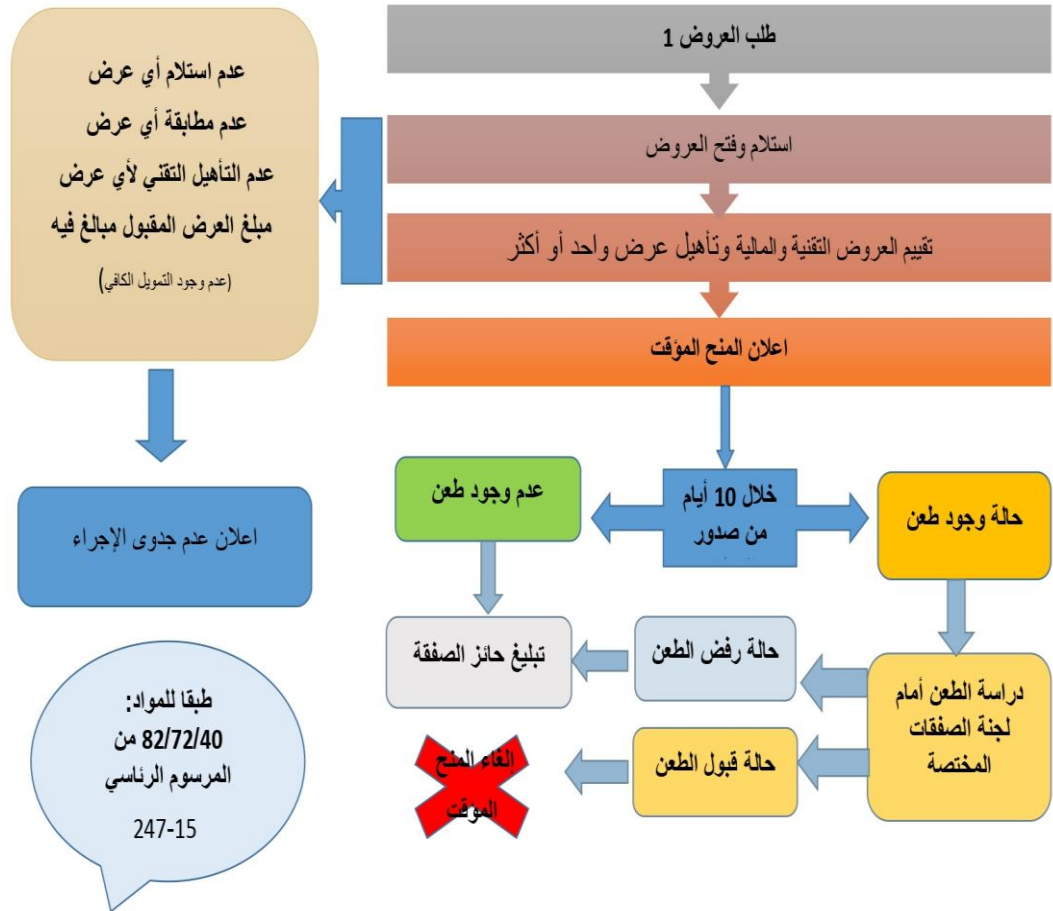 طلب العروض 1
استلام وفتح العروض
تقييم العروض التقنية والمالية وتأهيل عرض واحد أو أكثر
اعلان المنح المؤقت
عدم استلام أي عرض
عدم مطابقة أي عرض
عدم التأهيل التقني لأي عرض
مبلغ العرض المقبول مبالغ فيه
(عدم وجود التمويل الكافي)
اعلان عدم جدوى الإجراء
خلال 10 أيام
من صدور
حالة وجود طعن
عدم وجود طعن
دراسة الطعن أمام
لجنة الصفقات
المختصة
حالة رفض الطعن
تبليغ حائز الصفقة
حالة قبول الطعن
إلغاء المنح
الموقت
طبقا للمواد:
82/72/40 من
المرسوم الرئاسي
247-15